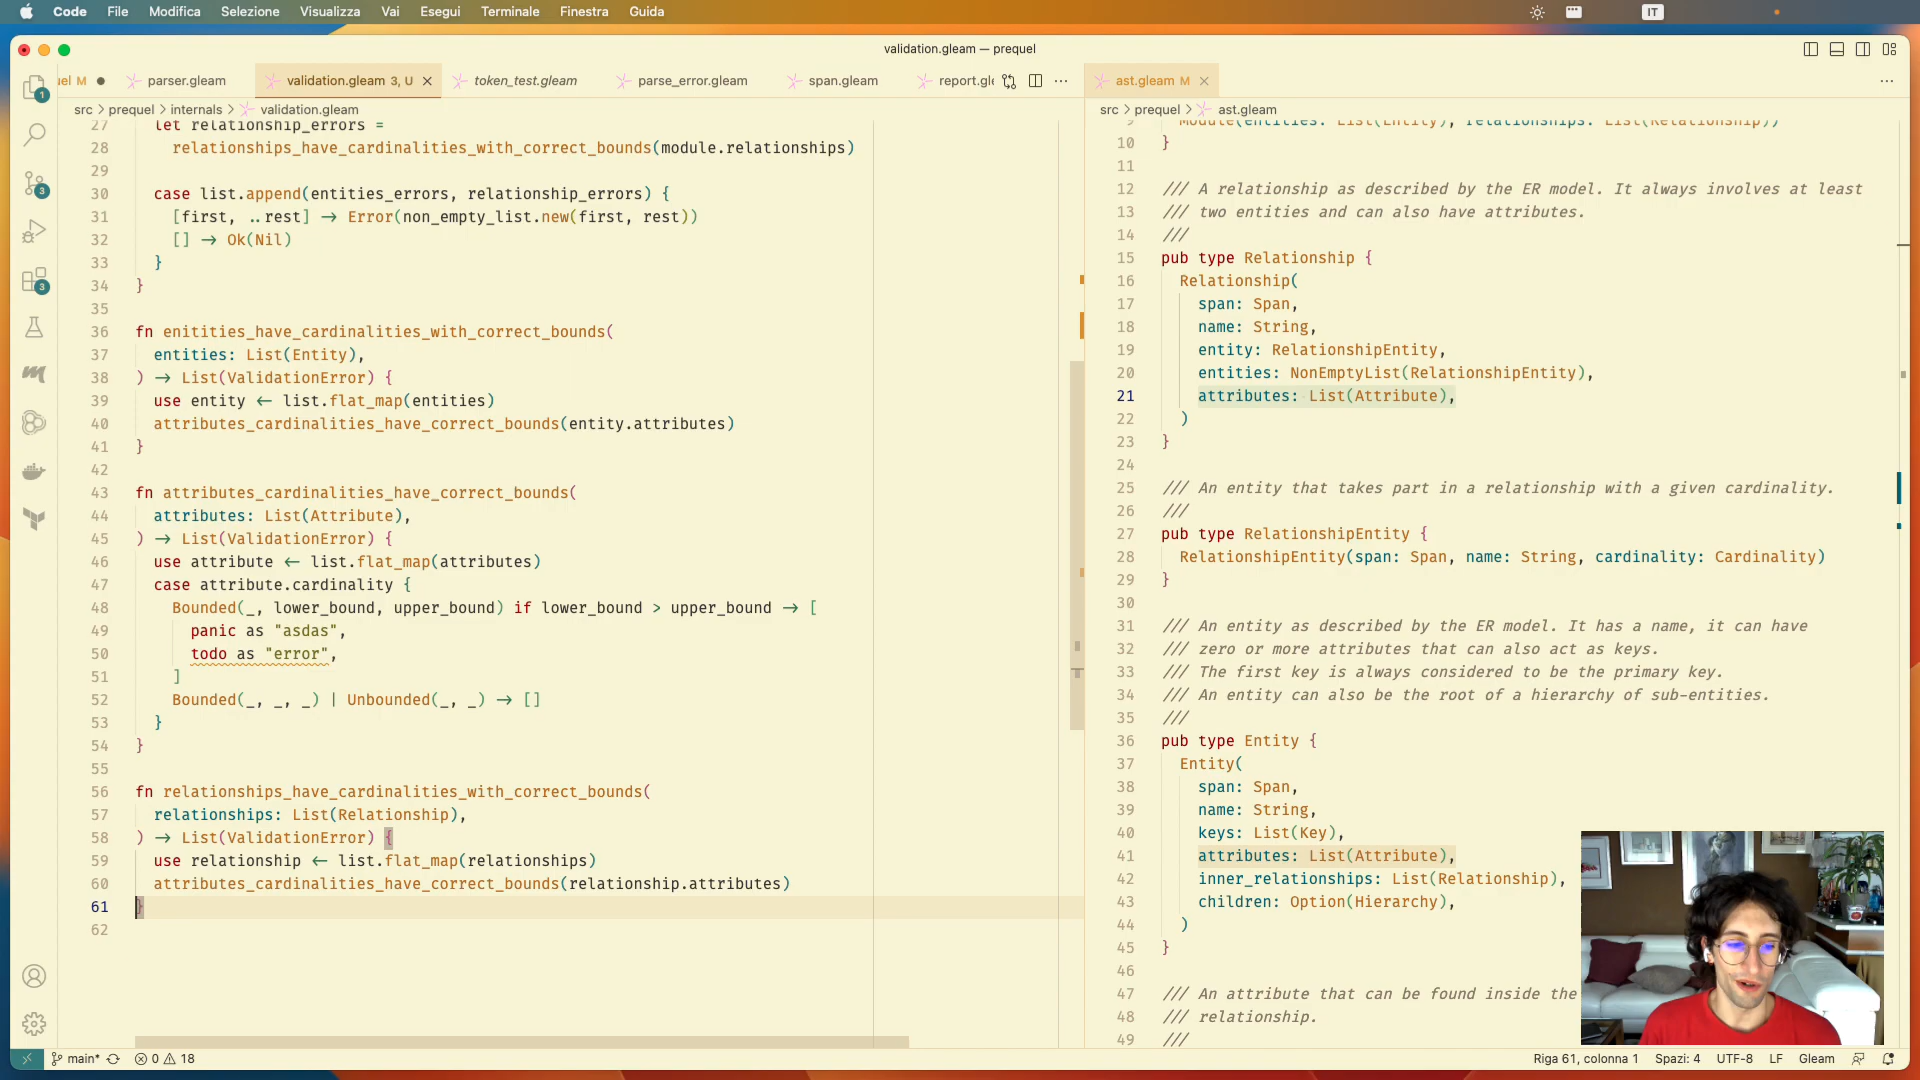 Code File Modifica Selezione Visualizza Vai Esegui Terminale Finestra Guida IT
validation.gleam — prequel
uel M parser.gleam validation.gleam 3, U token_test.gleam parse_error.gleam span.gleam report.gl ast.gleam M
src prequel internals validation.gleam
27 let relationship_errors =
28 relationships_have_cardinalities_with_correct_bounds(module.relationships)
29
30 case list.append(entities_errors, relationship_errors) {
31 [first, ..rest] -> Error(non_empty_list.new(first, rest))
32 [] -> Ok(Nil)
33 }
34 }
35
36 fn enitities_have_cardinalities_with_correct_bounds(
37 entities: List(Entity),
38 ) -> List(ValidationError) {
39 use entity <- list.flat_map(entities)
40 attributes_cardinalities_have_correct_bounds(entity.attributes)
41 }
42
43 fn attributes_cardinalities_have_correct_bounds(
44 attributes: List(Attribute),
45 ) -> List(ValidationError) {
46 use attribute <- list.flat_map(attributes)
47 case attribute.cardinality {
48 Bounded(_, lower_bound, upper_bound) if lower_bound > upper_bound -> [
49 panic as "asdas",
50 todo as "error",
51 ]
52 Bounded(_, _, _) | Unbounded(_, _) -> []
53 }
54 }
55
56 fn relationships_have_cardinalities_with_correct_bounds(
57 relationships: List(Relationship),
58 ) -> List(ValidationError) {
59 use relationship <- list.flat_map(relationships)
60 attributes_cardinalities_have_correct_bounds(relationship.attributes)
61 }
62
src prequel ast.gleam
9 Module(entities: List(Entity), relationships: List(Relationship))
10 }
11
12 /// A relationship as described by the ER model. It always involves at least
13 /// two entities and can also have attributes.
14 ///
15 pub type Relationship {
16 Relationship(
17 span: Span,
18 name: String,
19 entity: RelationshipEntity,
20 entities: NonEmptyList(RelationshipEntity),
21 attributes: List(Attribute),
22 )
23 }
24
25 /// An entity that takes part in a relationship with a given cardinality.
26 ///
27 pub type RelationshipEntity {
28 RelationshipEntity(span: Span, name: String, cardinality: Cardinality)
29 }
30
31 /// An entity as described by the ER model. It has a name, it can have
32 /// zero or more attributes that can also act as keys.
33 /// The first key is always considered to be the primary key.
34 /// An entity can also be the root of a hierarchy of sub-entities.
35 ///
36 pub type Entity {
37 Entity(
38 span: Span,
39 name: String,
40 keys: List(Key),
41 attributes: List(Attribute),
42 inner_relationships: List(Relationship),
43 children: Option(Hierarchy),
44 )
45 }
46
47 /// An attribute that can be found inside the
48 /// relationship.
49 ///
1
3
3
main* 0 18 Riga 61, colonna 1 Spazi: 4 UTF-8 LF Gleam